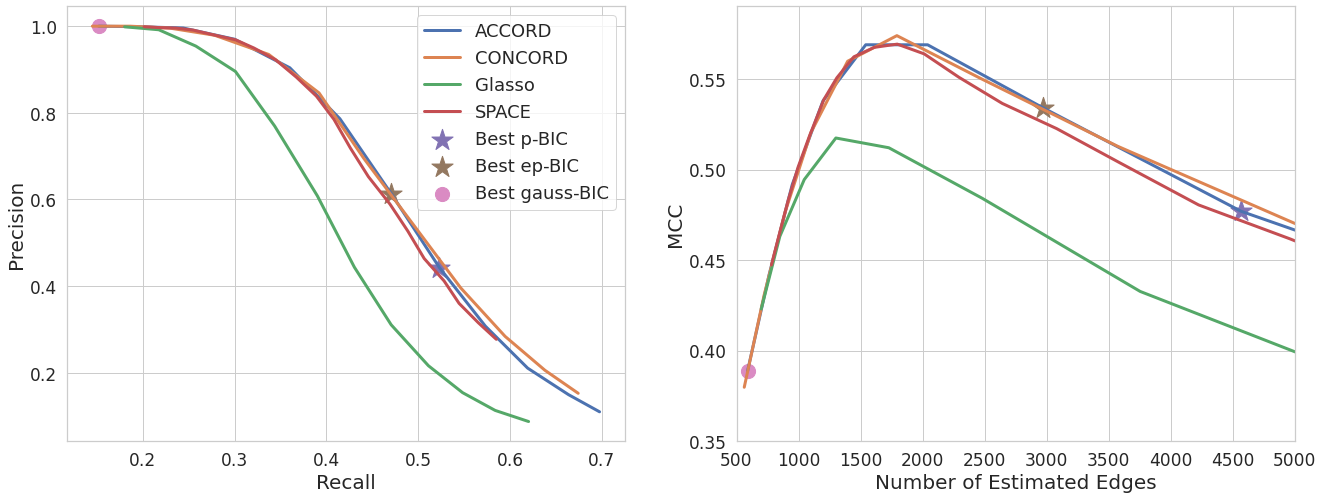 1.0
0.8
0.6
0.4
0.2
Precision
0.2 0.3 0.4 0.5 0.6 0.7
Recall
ACCORD
CONCORD
Glasso
SPACE
Best p-BIC
Best ep-BIC
Best gauss-BIC
0.55
0.50
0.45
0.40
0.35
MCC
500 1000 1500 2000 2500 3000 3500 4000 4500 5000
Number of Estimated Edges